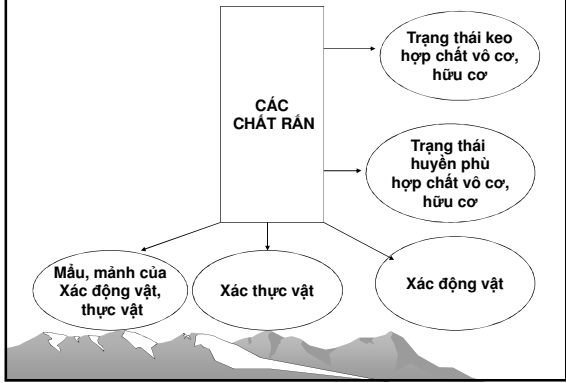 Trạng thái keo
hợp chất vô cơ,
hữu cơ
CÁC
CHẤT RẮN
Trạng thái
huyền phù
hợp chất vô cơ,
hữu cơ
Mẩu, mảnh của
Xác động vật,
thực vật
Xác thực vật
Xác động vật